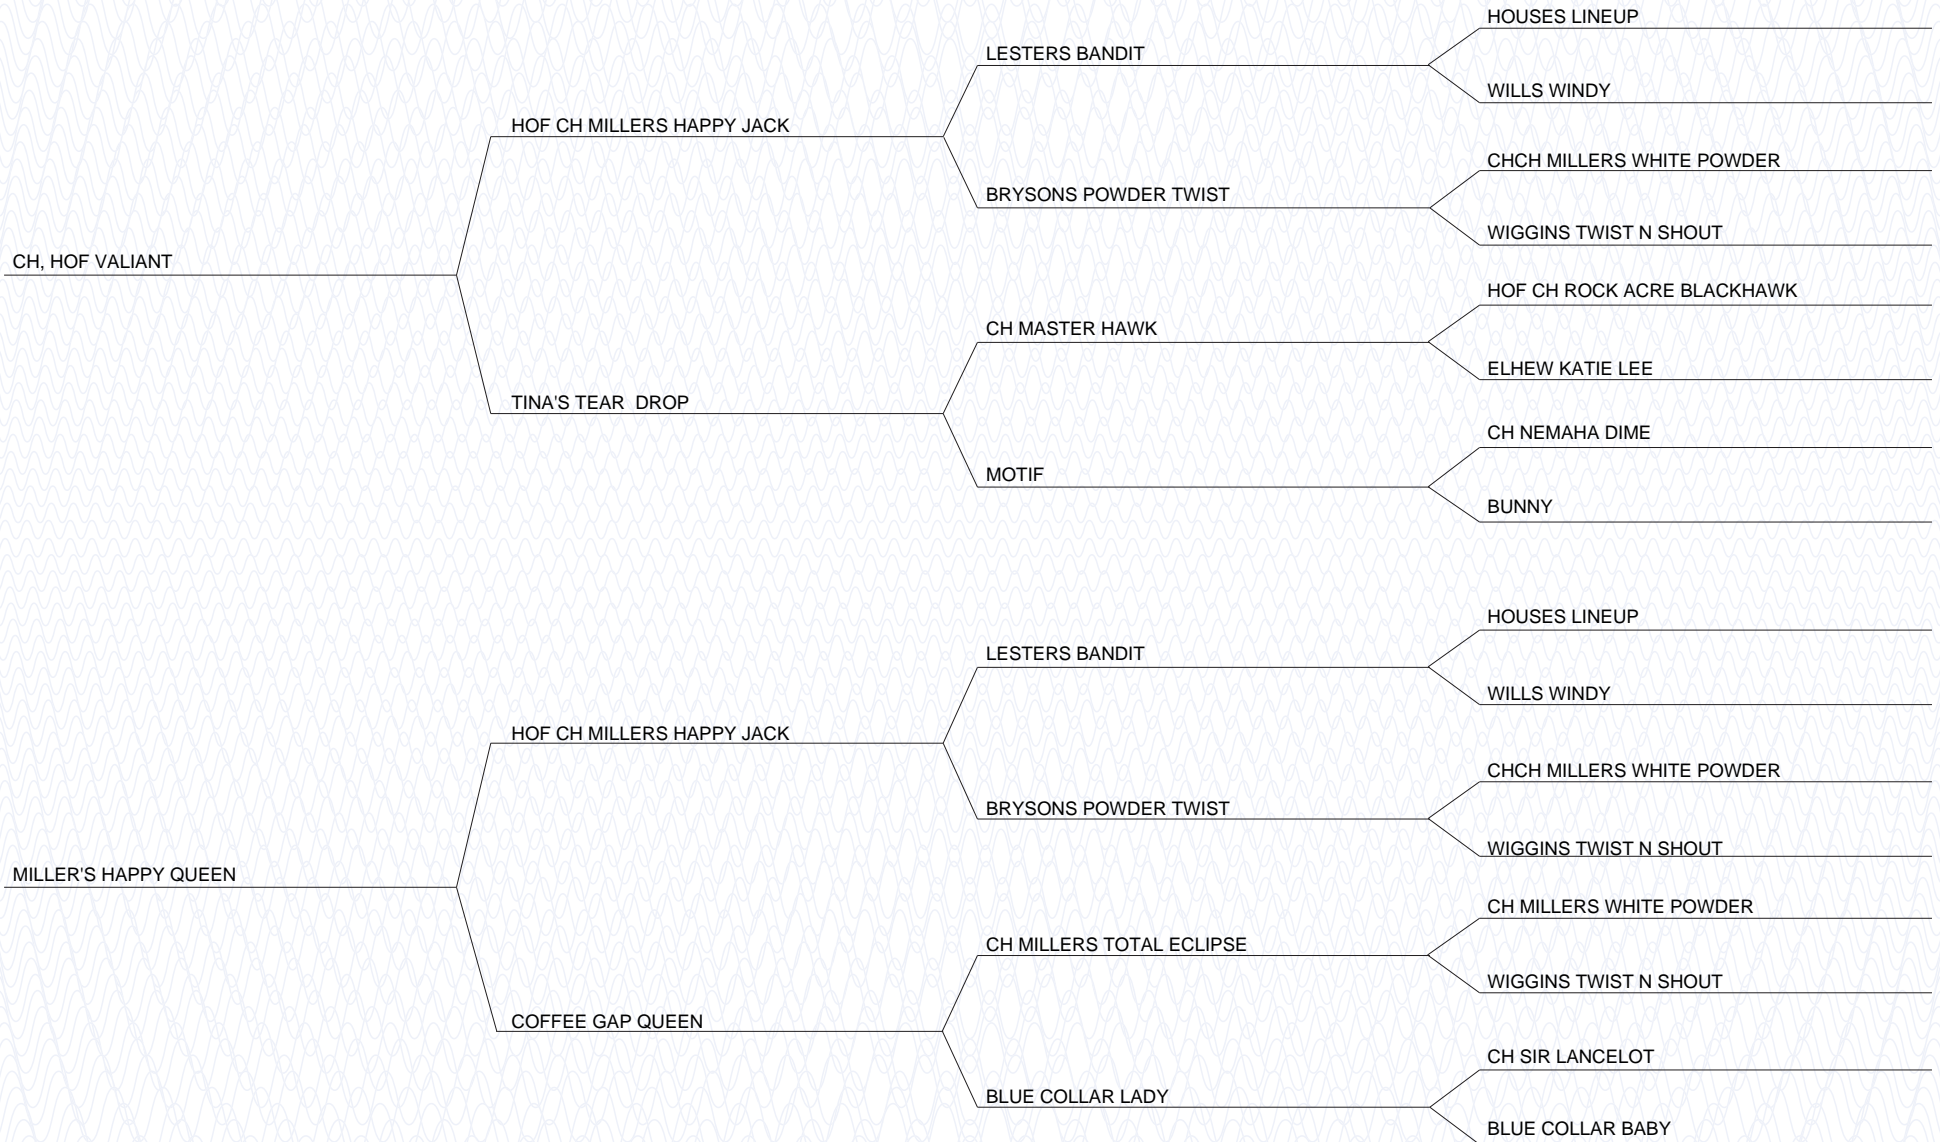 HOUSES LINEUP
LESTERS BANDIT
WILLS WINDY
HOF CH MILLERS HAPPY JACK
CHCH MILLERS WHITE POWDER
BRYSONS POWDER TWIST
WIGGINS TWIST N SHOUT
CH, HOF VALIANT
HOF CH ROCK ACRE BLACKHAWK
CH MASTER HAWK
ELHEW KATIE LEE
TINA'S TEAR  DROP
CH NEMAHA DIME
MOTIF
BUNNY
HOUSES LINEUP
LESTERS BANDIT
WILLS WINDY
HOF CH MILLERS HAPPY JACK
CHCH MILLERS WHITE POWDER
BRYSONS POWDER TWIST
WIGGINS TWIST N SHOUT
MILLER'S HAPPY QUEEN
CH MILLERS WHITE POWDER
CH MILLERS TOTAL ECLIPSE
WIGGINS TWIST N SHOUT
COFFEE GAP QUEEN
CH SIR LANCELOT
BLUE COLLAR LADY
BLUE COLLAR BABY